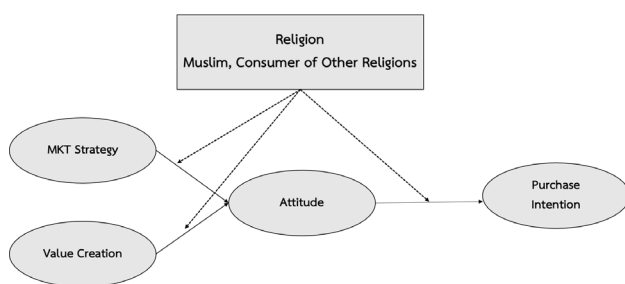 Religion
Muslim, Consumer of Other Religions
MKT Strategy
Attitude
Purchase
Intention
Value Creation